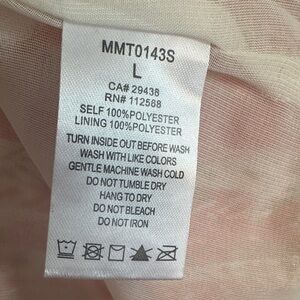 MMT0143S
L
CA# 29438
RN# 112568
SELF 100%POLYESTER
LINING 100%POLYESTER
TURN INSIDE OUT BEFORE WASH
WASH WITH LIKE COLORS
GENTLE MACHINE WASH COLD
DO NOT TUMBLE DRY
HANG TO DRY
DO NOT BLEACH
DO NOT IRON